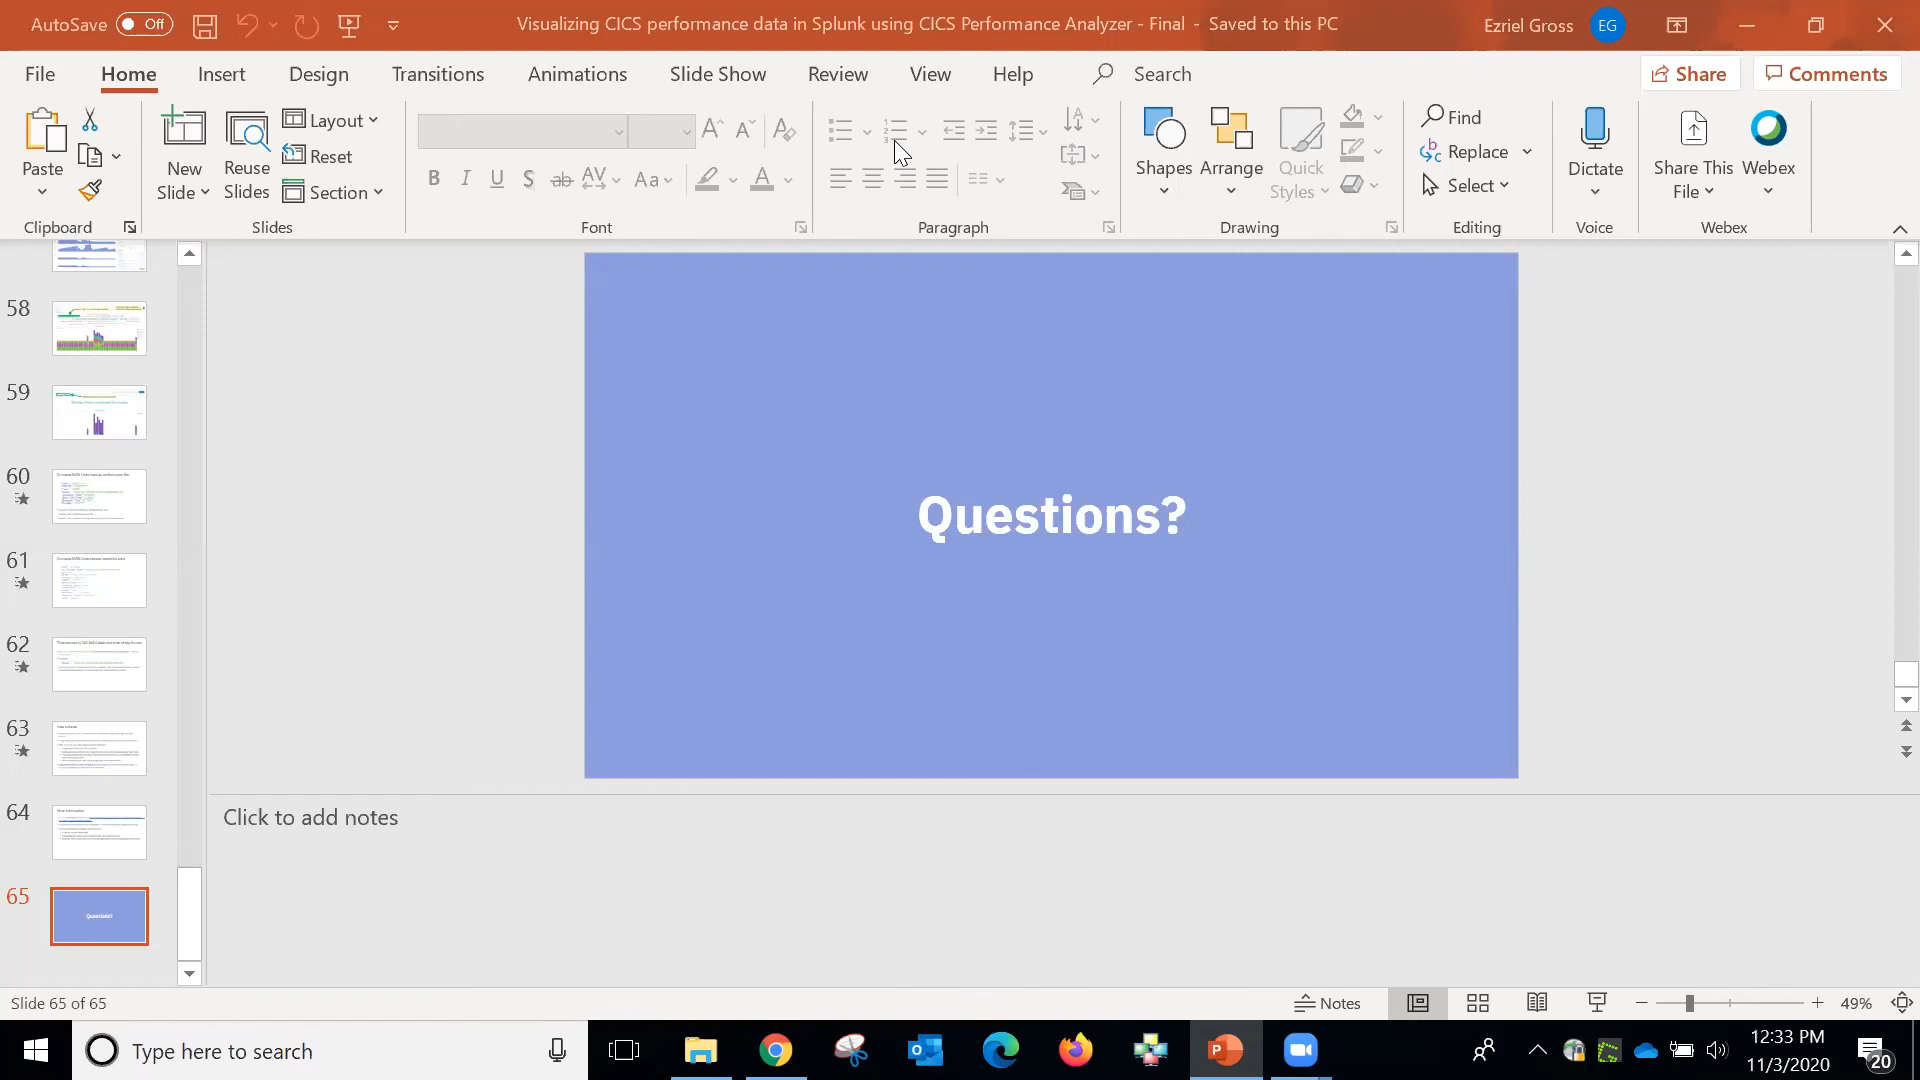 AutoSave Off
Visualizing CICS performance data in Splunk using CICS Performance Analyzer - Final - Saved to this PC
Ezriel Gross EG
File Home Insert Design Transitions Animations Slide Show Review View Help Search
Share Comments
Paste
New Slide
Reuse Slides
Layout
Reset
Section
B I U S ab AV Aa A
Shapes
Arrange
Quick Styles
Find
Replace
Select
Dictate
Share This File
Webex
Clipboard Slides Font Paragraph Drawing Editing Voice Webex
58
59
60
61
62
63
64
65
Questions?
Questions?
Click to add notes
Slide 65 of 65
Notes
49%
Type here to search
12:33 PM
11/3/2020
20